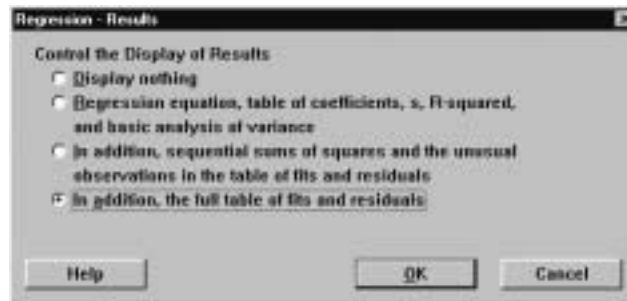 Regression - Results
Control the Display of Results
Display nothing
Regression equation, table of coefficients, s, R-squared,
and basic analysis of variance
In addition, sequential sums of squares and the unusual
observations in the table of fits and residuals
In addition, the full table of fits and residuals
Help
OK
Cancel